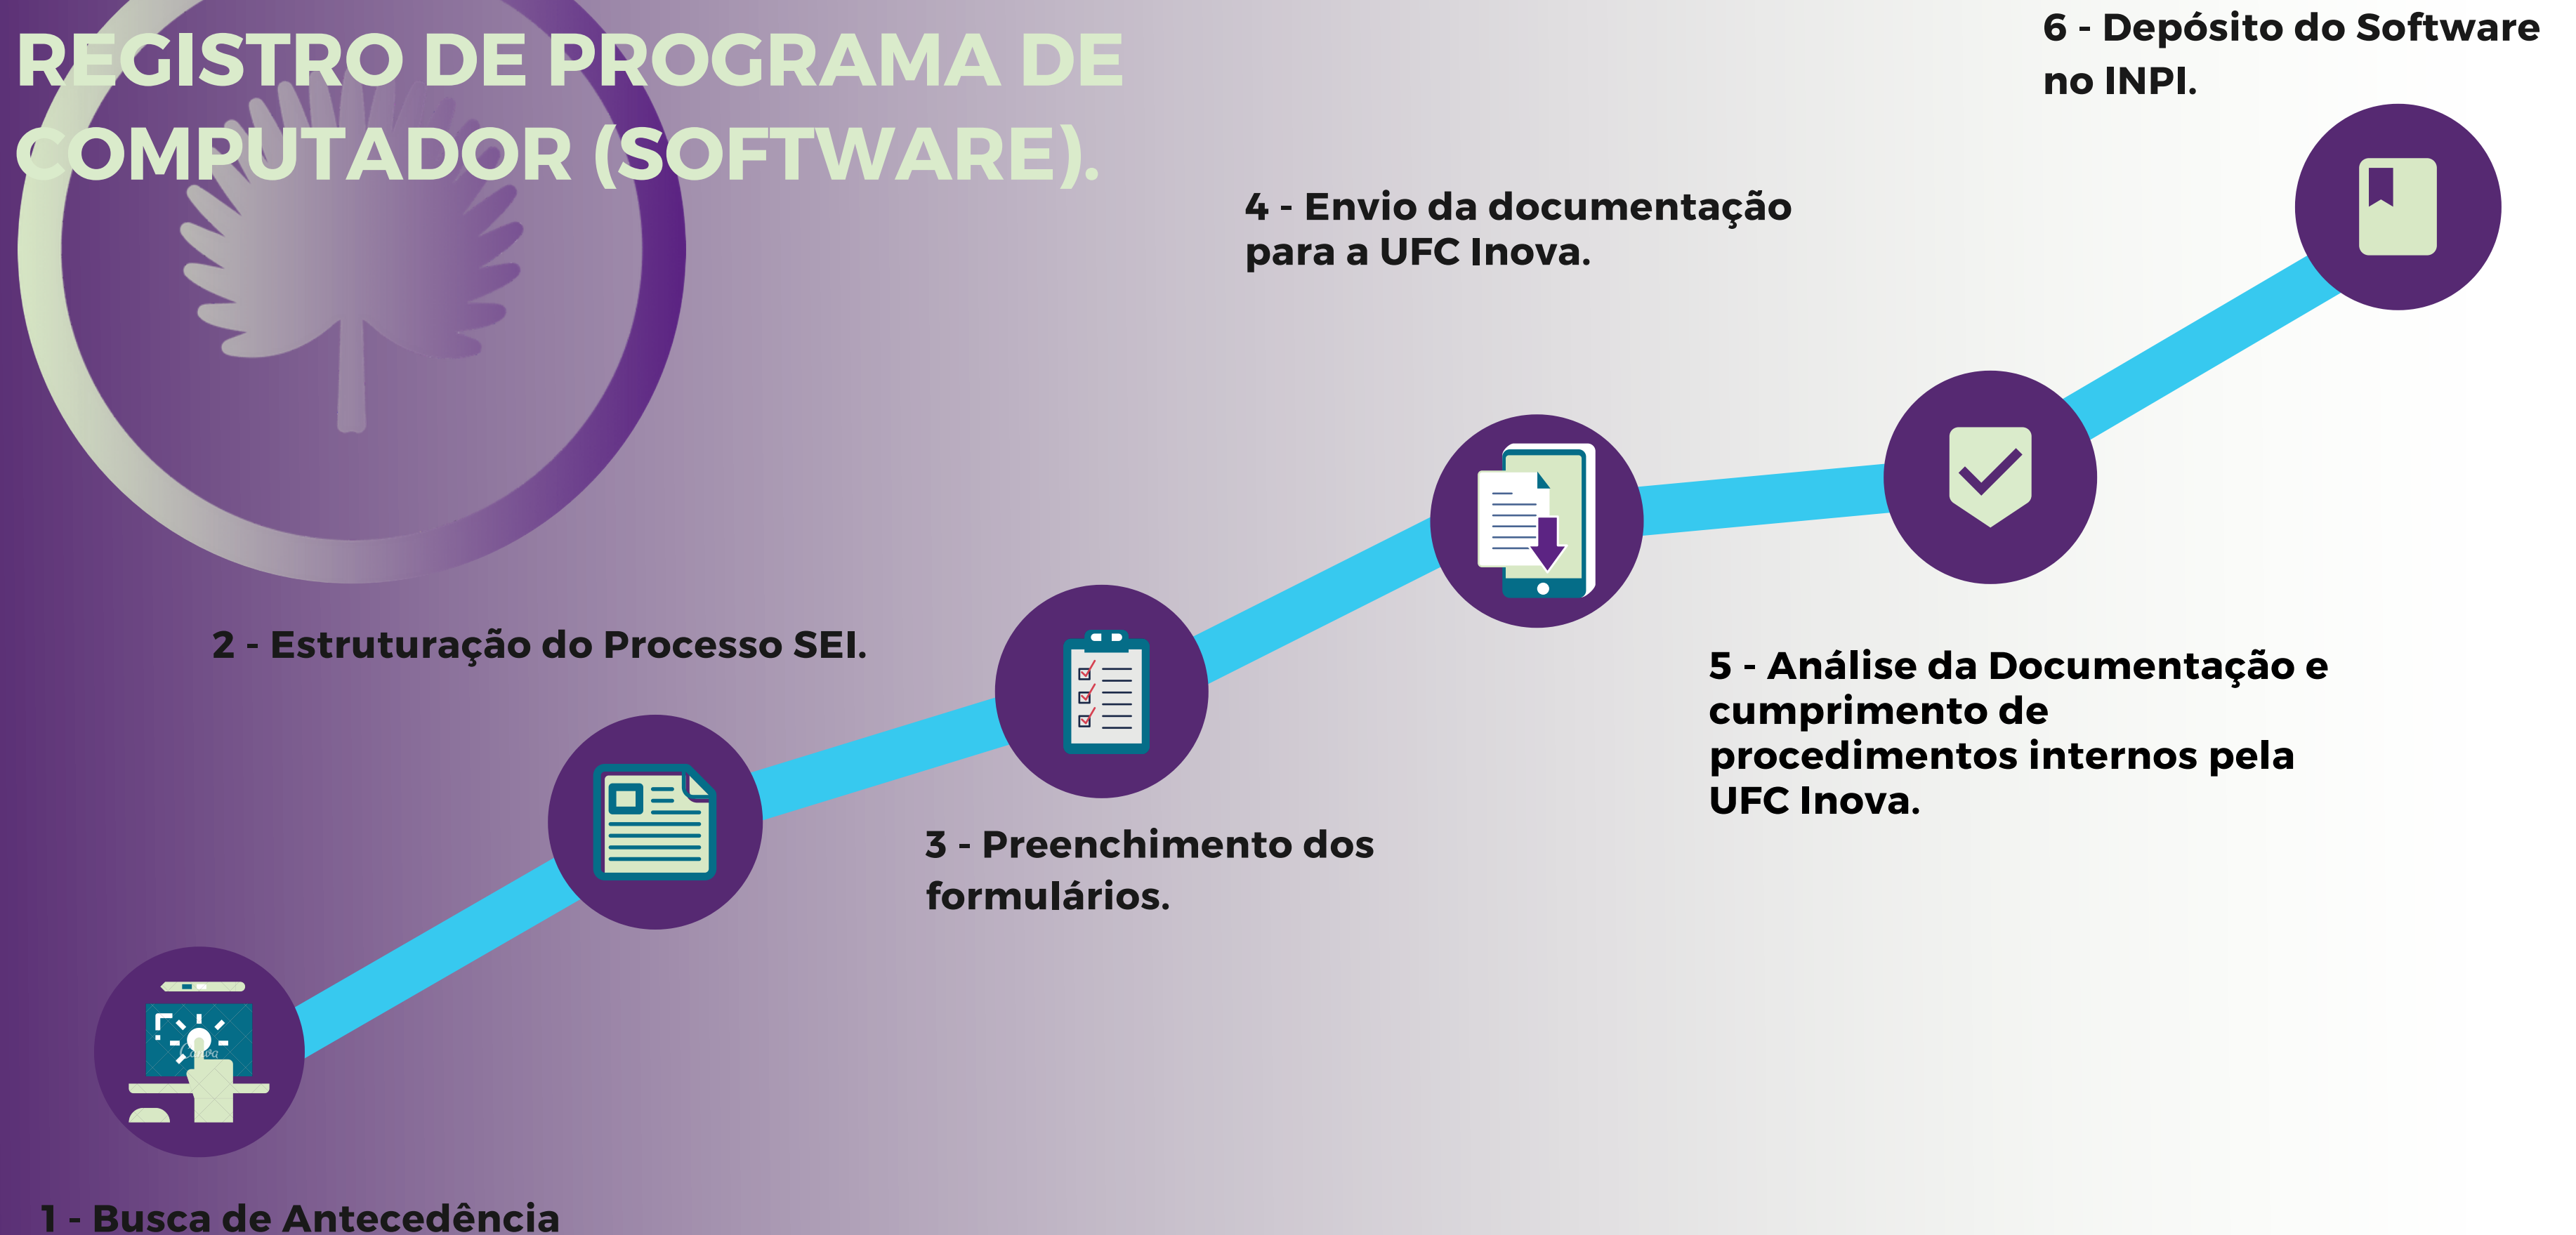 REGISTRO DE PROGRAMA DE
COMPUTADOR (SOFTWARE).
1 - Busca de Antecedência
2 - Estruturação do Processo SEI.
3 - Preenchimento dos
formulários.
4 - Envio da documentação
para a UFC Inova.
5 - Análise da Documentação e
cumprimento de
procedimentos internos pela
UFC Inova.
6 - Depósito do Software
no INPI.
Canva